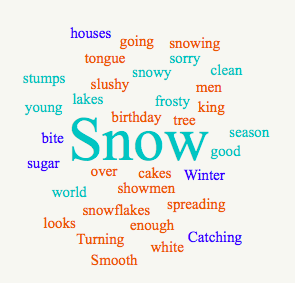 houses
going snowing
tongue sorry
stumps snowy clean
slushy men
young lakes frosty king
birthday tree
bite Snow season
good
sugar over cakes Winter
world showmen
snowflakes spreading
looks enough
Turning white Catching
Smooth